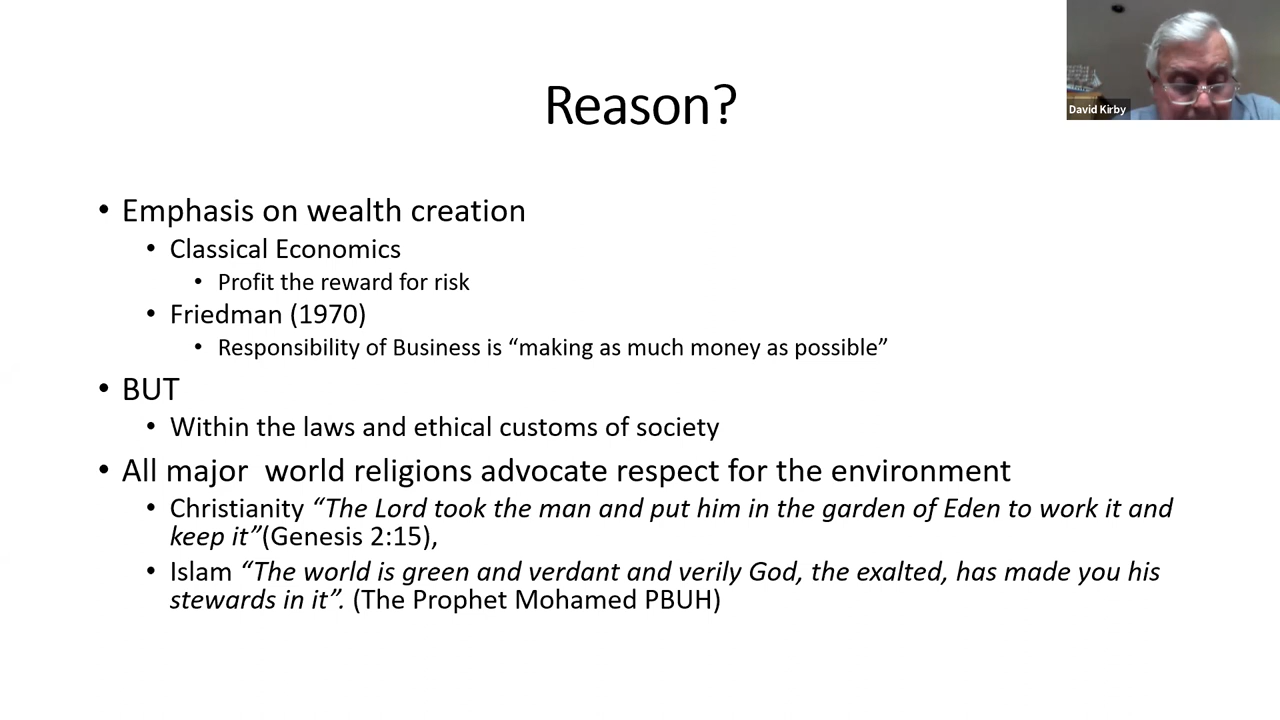 David Kirby
Reason?
• Emphasis on wealth creation
• Classical Economics
• Profit the reward for risk
• Friedman (1970)
• Responsibility of Business is “making as much money as possible”
• BUT
• Within the laws and ethical customs of society
• All major  world religions advocate respect for the environment
• Christianity “The Lord took the man and put him in the garden of Eden to work it and
keep it”(Genesis 2:15),
• Islam “The world is green and verdant and verily God, the exalted, has made you his
stewards in it”. (The Prophet Mohamed PBUH)